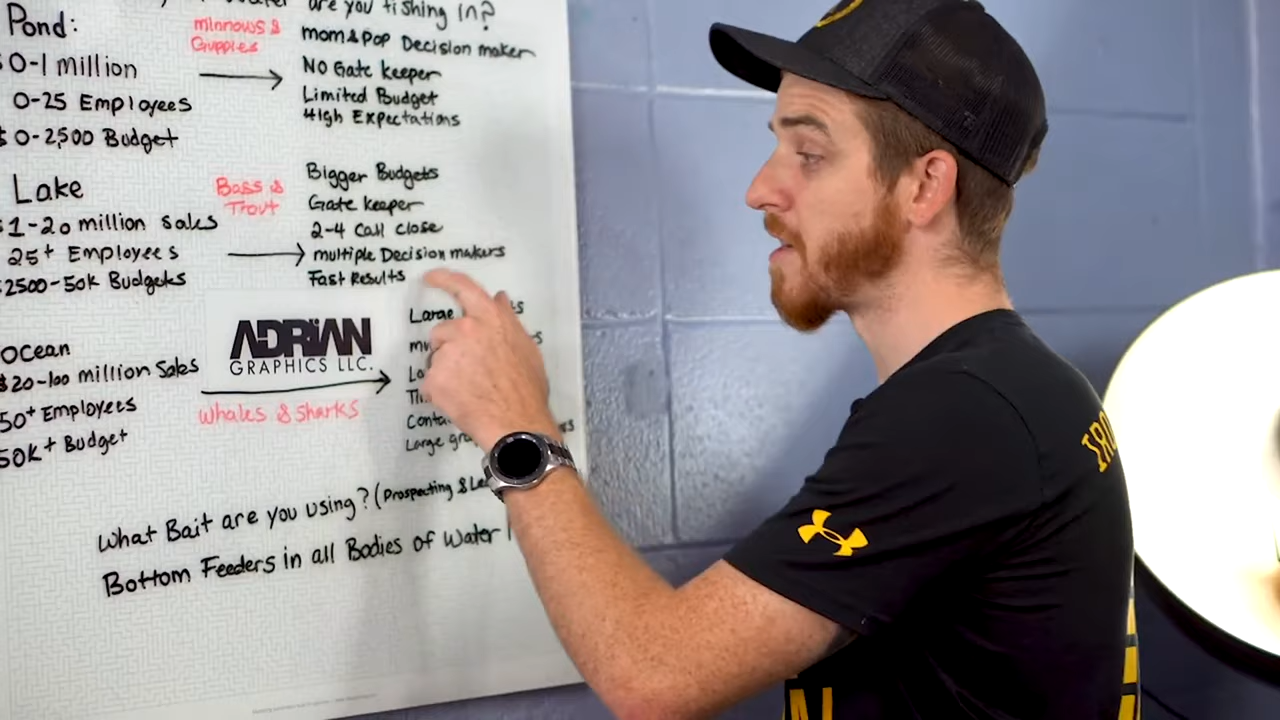 are you fishing in?
Pond:
minnows &
Guppies
mom & pop Decision maker
$0-1 million
NO Gate keeper
0-25 Employees
Limited Budget
$0-2,500 Budget
High Expectations
Lake
Bass &
Trout
Bigger Budgets
Gate keeper
$1-20 million sales
2-4 Call close
25+ Employees
multiple Decision makers
$2500-50k Budgets
Fast Results
Large
ADRIAN
GRAPHICS LLC.
Ocean
$20-100 million Sales
whales & sharks
50+ Employees
50K+ Budget
Large
What Bait are you using? (Prospecting &
Bottom Feeders in all Bodies of Water